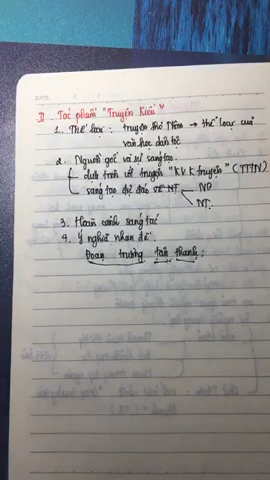 DATE
II. Tác phẩm "Truyện Kiều"
1. Thể loại: truyện thơ Nôm → thể loại của
văn học dân tộc
2. Nguồn gốc và sự sáng tạo.
dựa trên cốt truyện "KVK truyện" (TTTN)
sáng tạo độc đáo về NT ND
NT.
3. Hoàn cảnh sáng tác
4. Ý nghĩa nhan đề
Đoạn trường tân thanh: